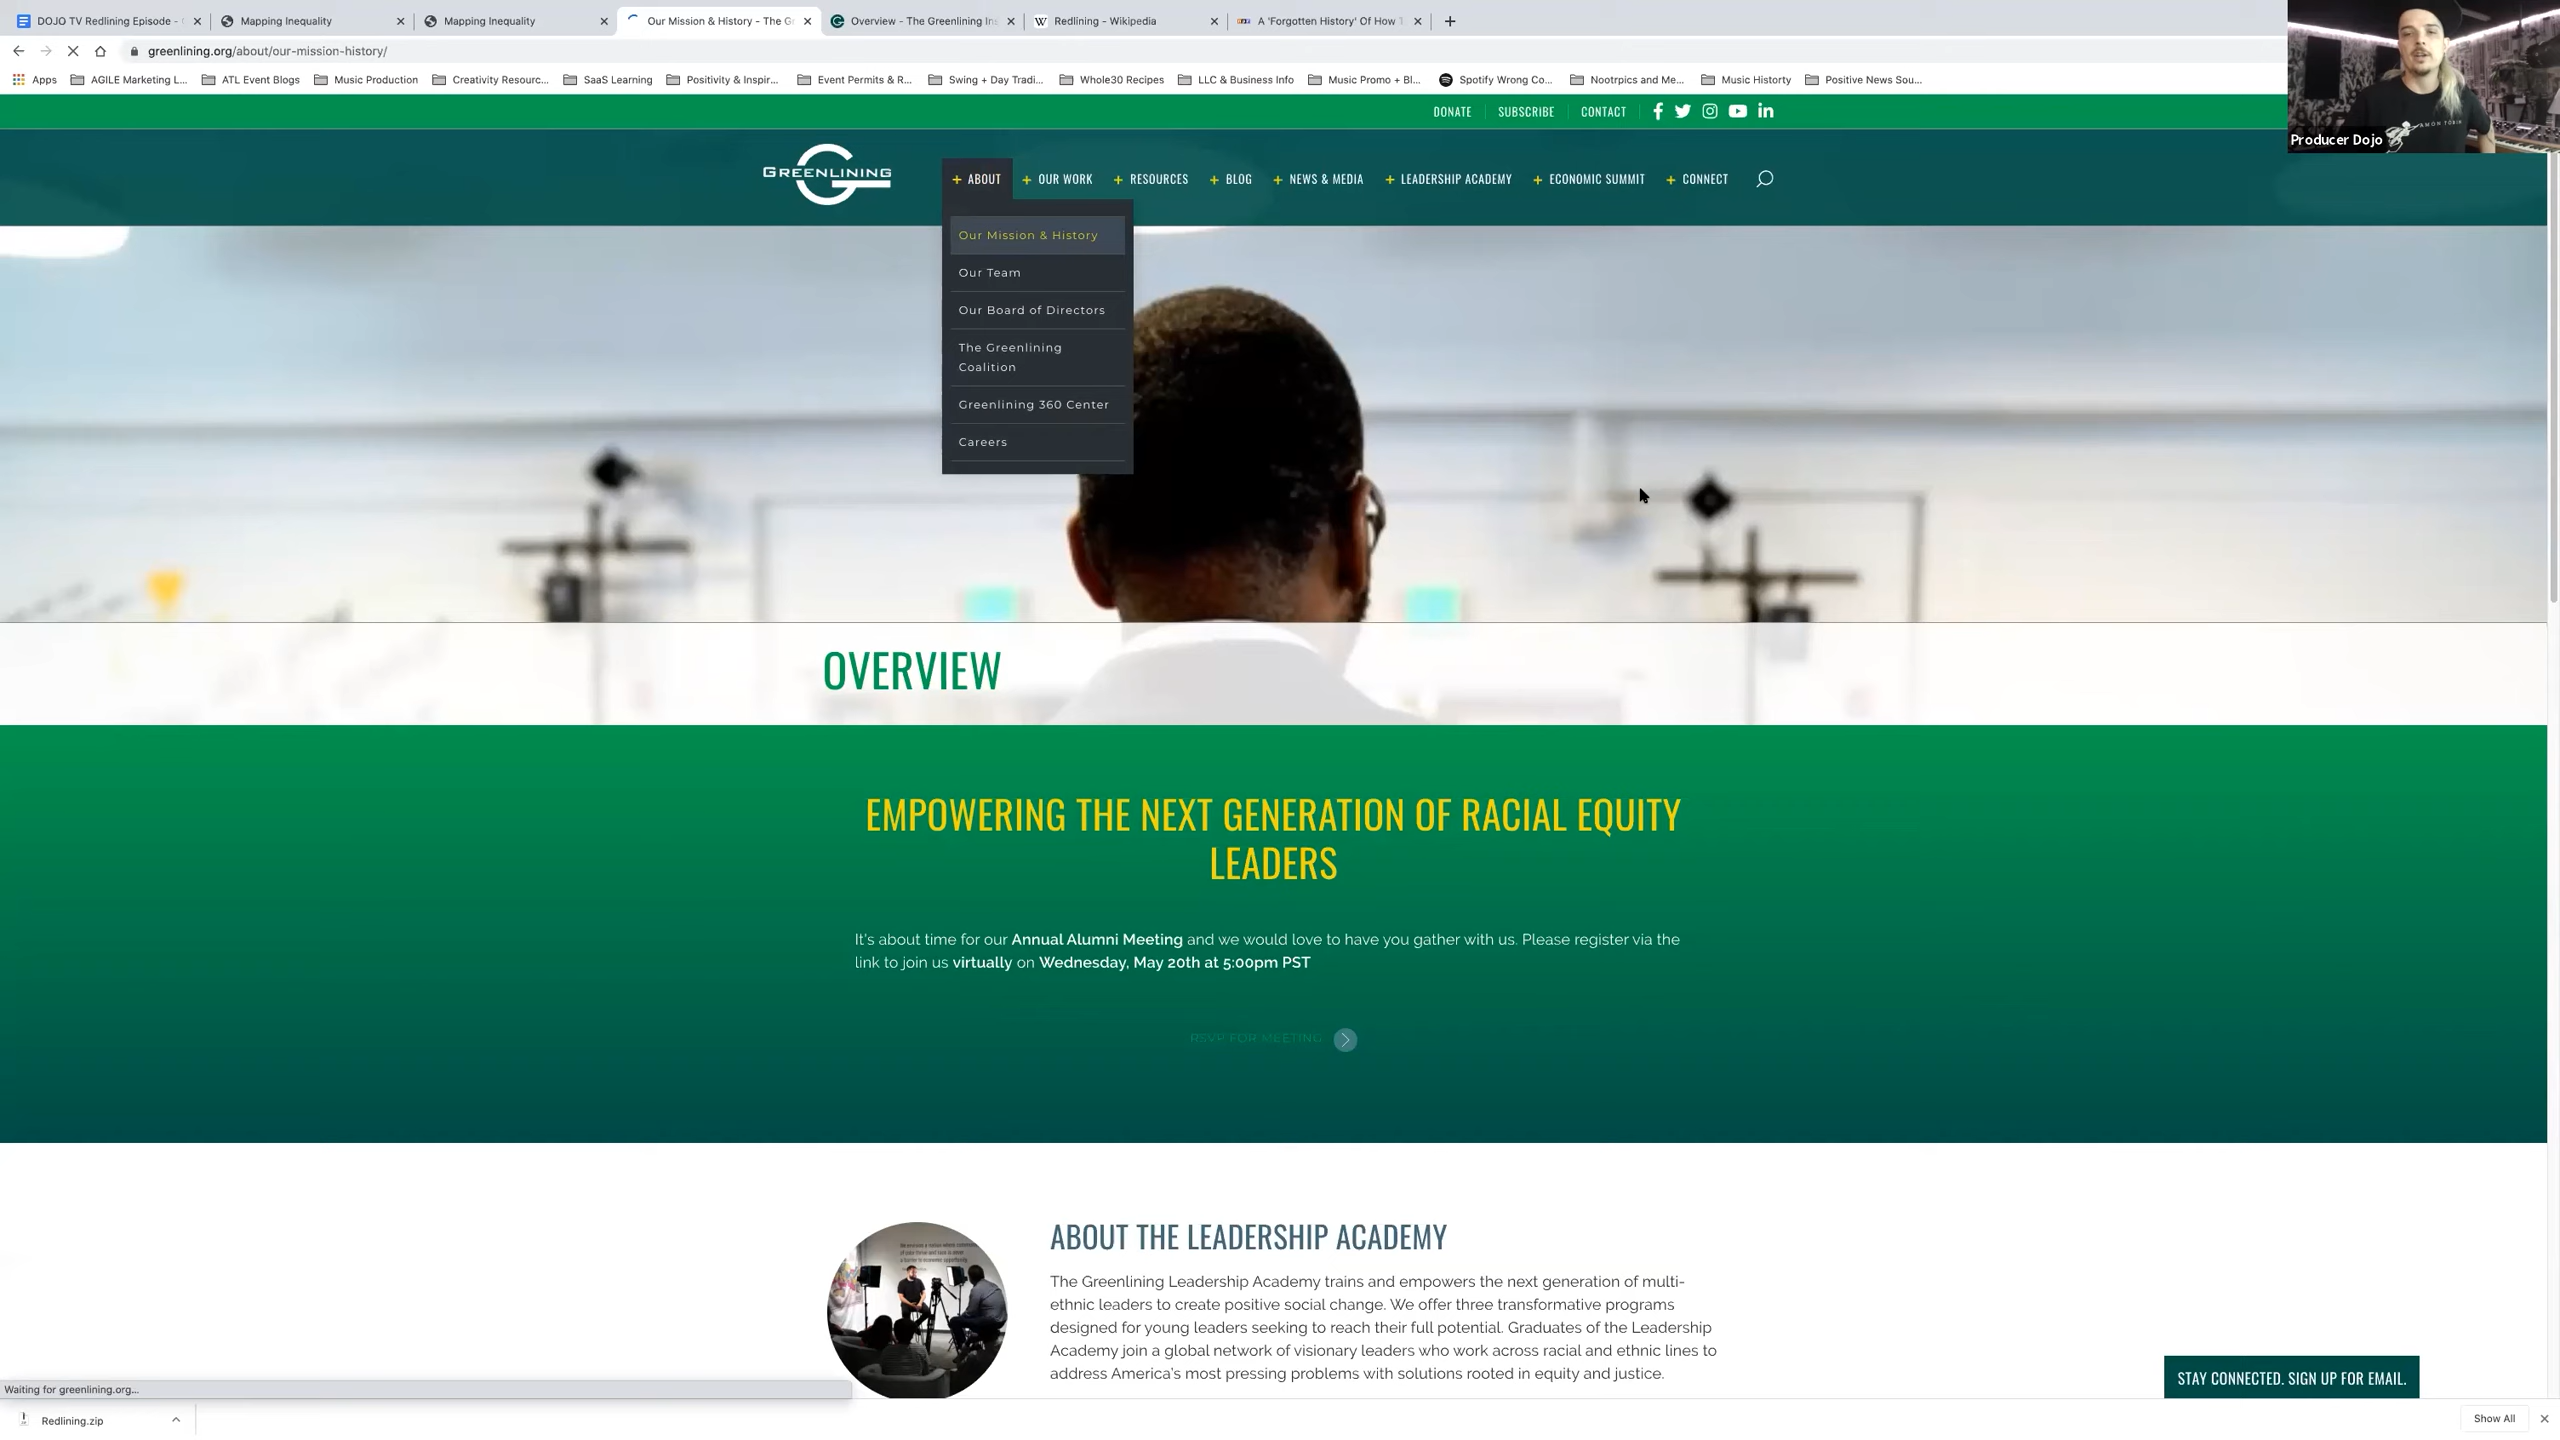 DOJO TV Redlining Episode -
Mapping Inequality
Mapping Inequality
Our Mission & History - The G
Overview - The Greenlining In
W Redlining - Wikipedia
A 'Forgotten History' Of How
greenlining.org/about/our-mission-history/
Apps
AGILE Marketing L...
ATL Event Blogs
Music Production
Creativity Resourc...
SaaS Learning
Positivity & Inspir...
Event Permits & R...
Swing + Day Tradi...
Whole30 Recipes
LLC & Business Info
Music Promo + Bl...
Spotify Wrong Co...
Nootrpics and Me...
Music Historty
Positive News Sou...
DONATE
SUBSCRIBE
CONTACT
AMON TOBIN
Producer Dojo
GREENLINING
+ ABOUT
+ OUR WORK
+ RESOURCES
+ BLOG
+ NEWS & MEDIA
+ LEADERSHIP ACADEMY
+ ECONOMIC SUMMIT
+ CONNECT
Our Mission & History
Our Team
Our Board of Directors
The Greenlining
Coalition
Greenlining 360 Center
Careers
OVERVIEW
EMPOWERING THE NEXT GENERATION OF RACIAL EQUITY
LEADERS
It's about time for our Annual Alumni Meeting and we would love to have you gather with us. Please register via the
link to join us virtually on Wednesday, May 20th at 5:00pm PST
RSVP FOR MEETING
ABOUT THE LEADERSHIP ACADEMY
The Greenlining Leadership Academy trains and empowers the next generation of multi-
ethnic leaders to create positive social change. We offer three transformative programs
designed for young leaders seeking to reach their full potential. Graduates of the Leadership
Academy join a global network of visionary leaders who work across racial and ethnic lines to
address America's most pressing problems with solutions rooted in equity and justice.
STAY CONNECTED. SIGN UP FOR EMAIL.
Waiting for greenlining.org...
Redlining.zip
Show All